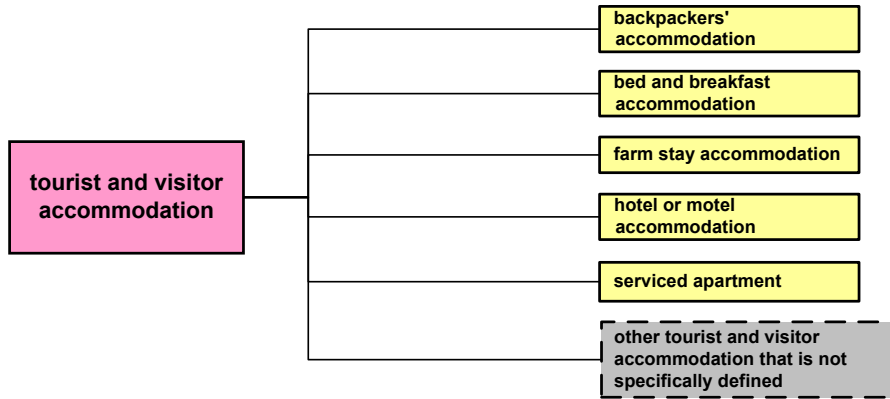 backpackers'
accommodation
bed and breakfast
accommodation
farm stay accommodation
tourist and visitor
accommodation
hotel or motel
accommodation
serviced apartment
other tourist and visitor
accommodation that is not
specifically defined